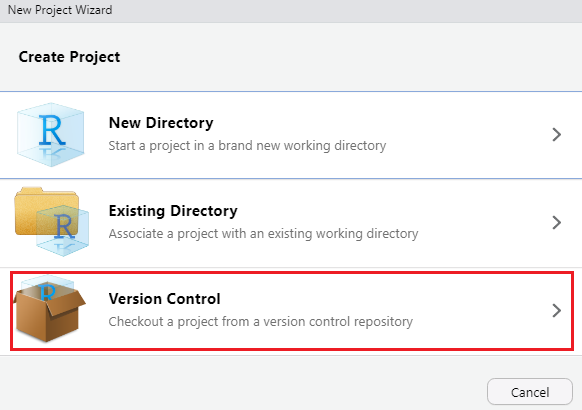 New Project Wizard
Create Project
New Directory
Start a project in a brand new working directory
Existing Directory
Associate a project with an existing working directory
Version Control
Checkout a project from a version control repository
Cancel